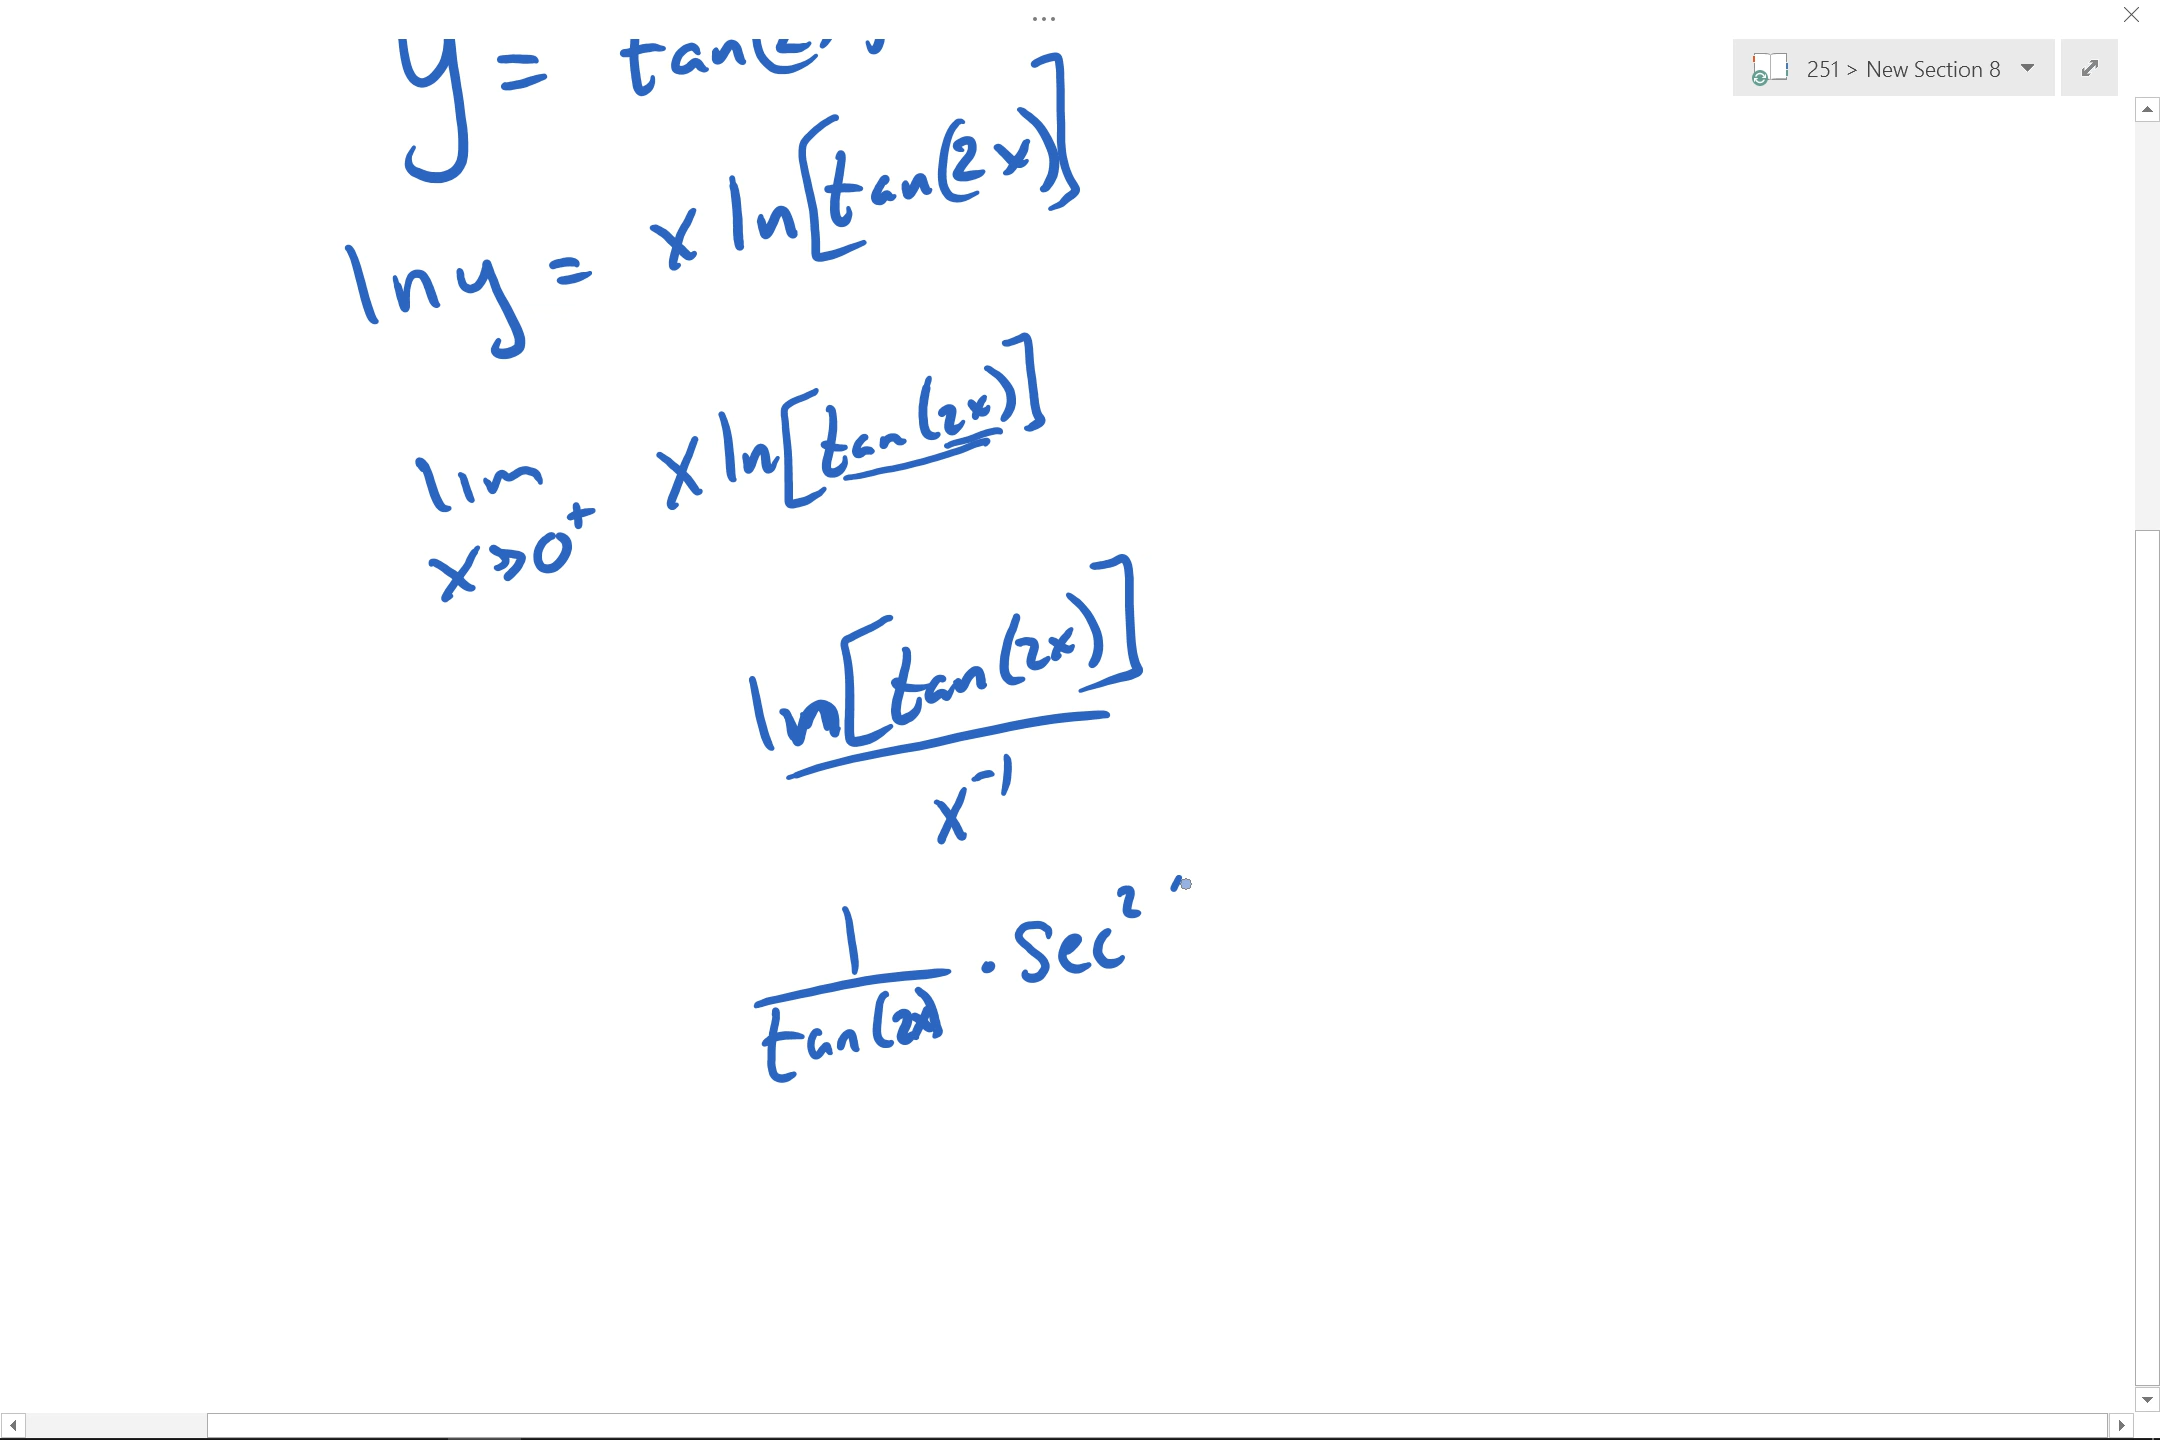 251 > New Section 8
y = tan(2
ln y = x ln[tan(2x)]
lim x→0⁺ x ln[tan(2x)]
ln[tan(2x)]
x⁻¹
1
tan(2x)
· sec²